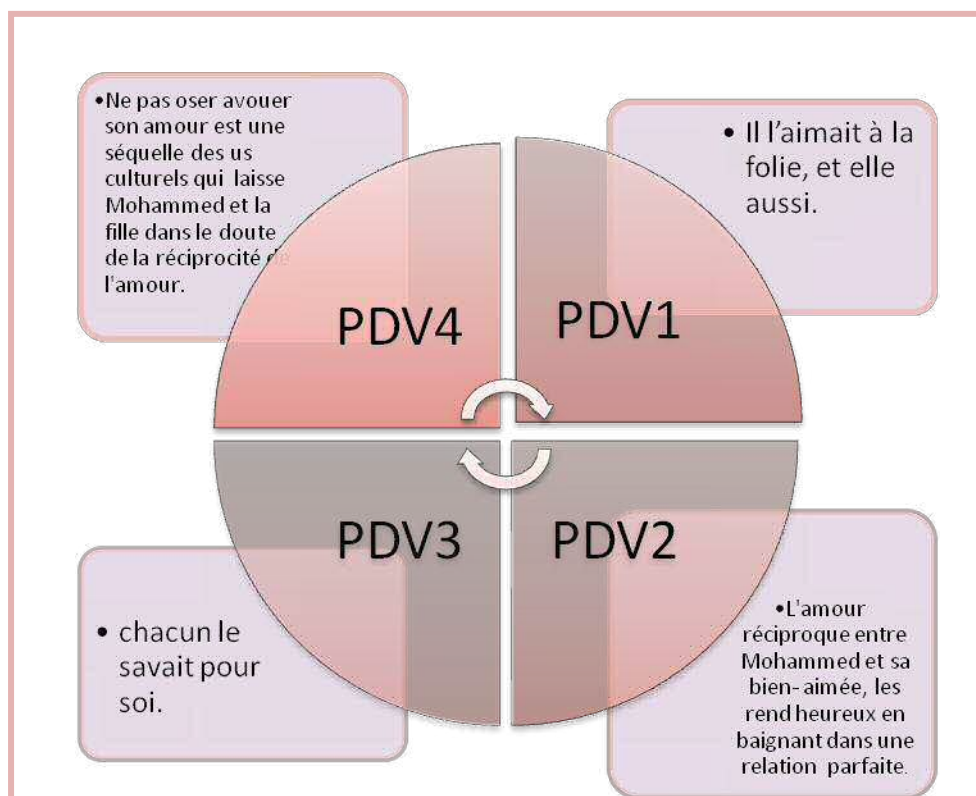 •Ne pas oser avouer
son amour est une
séquelle des us
culturels qui laisse
Mohammed et la
fille dans le doute
de la réciprocité de
l'amour.
• Il l’aimait à la
folie, et elle
aussi.
PDV4
PDV1
PDV3
PDV2
• chacun le
savait pour
soi.
•L'amour
réciproque entre
Mohammed et sa
bien-aimée, les
rend heureux en
baignant dans une
relation parfaite.